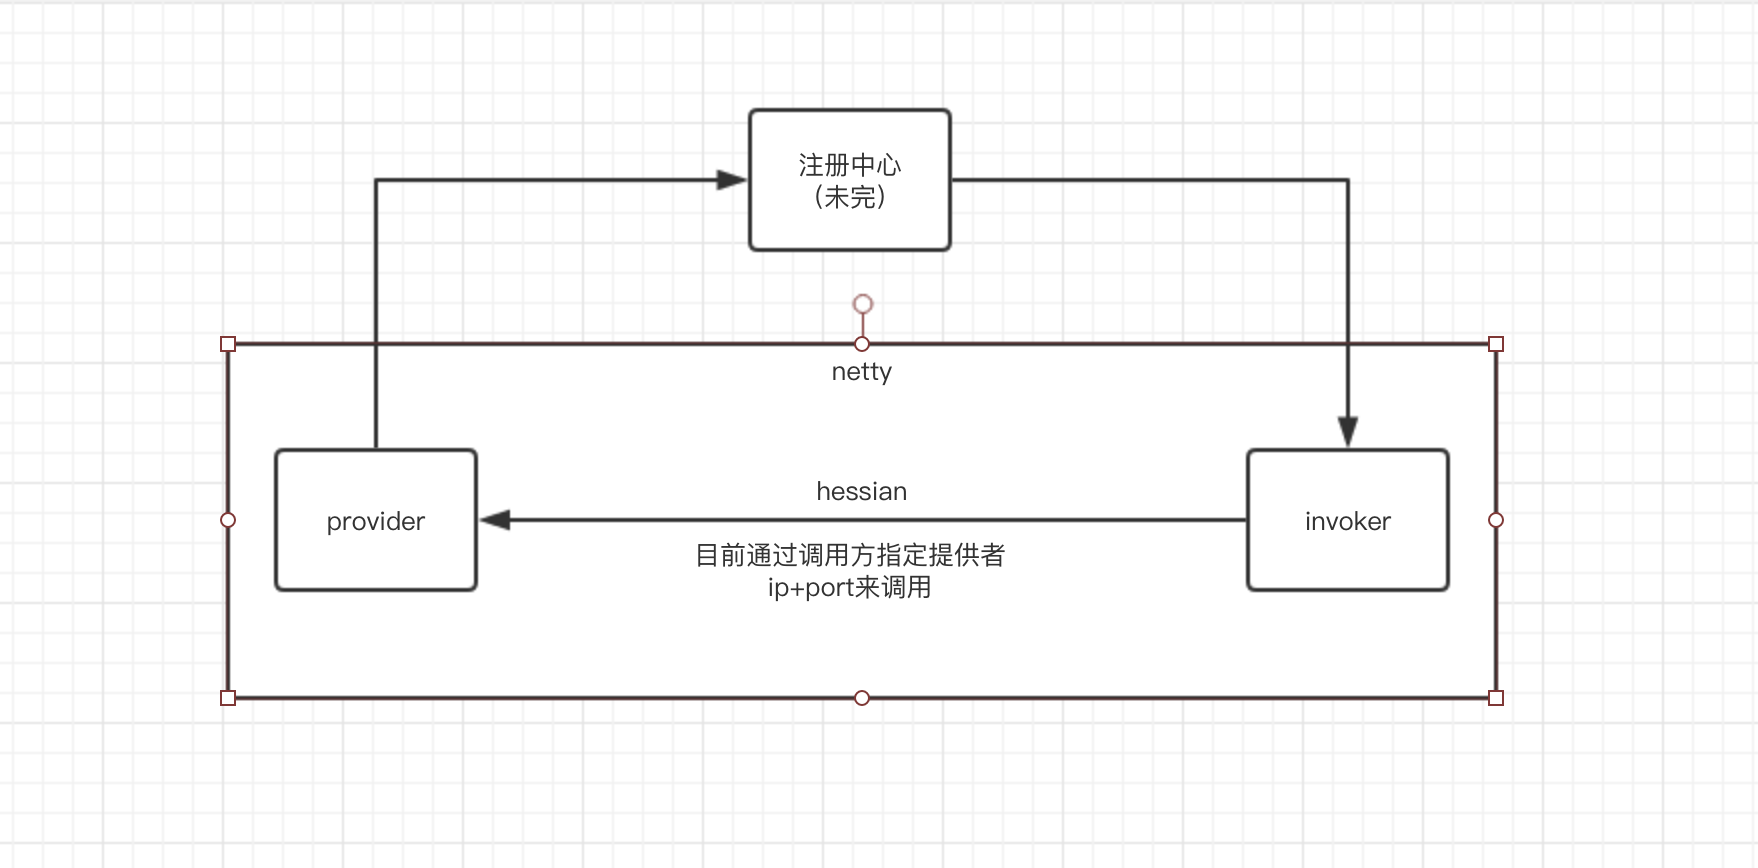 注册中心
（未完）
netty
hessian
provider
invoker
目前通过调用方指定提供者
ip+port来调用